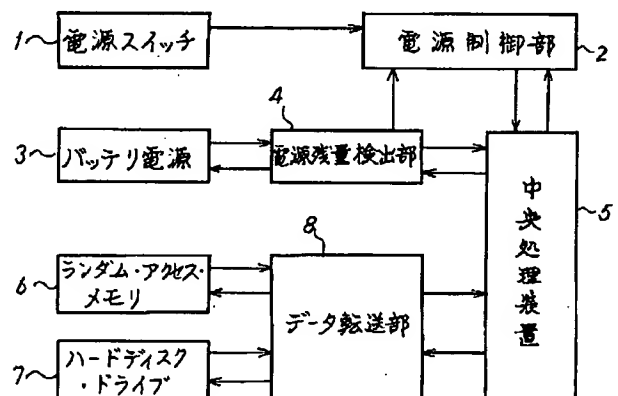 1
電源スイッチ
電源制御部
2
3
バッテリ電源
4
電源残量検出部
中央処理装置
5
6
ランダム・アクセス・
メモリ
8
データ転送部
7
ハードディスク
・ドライブ